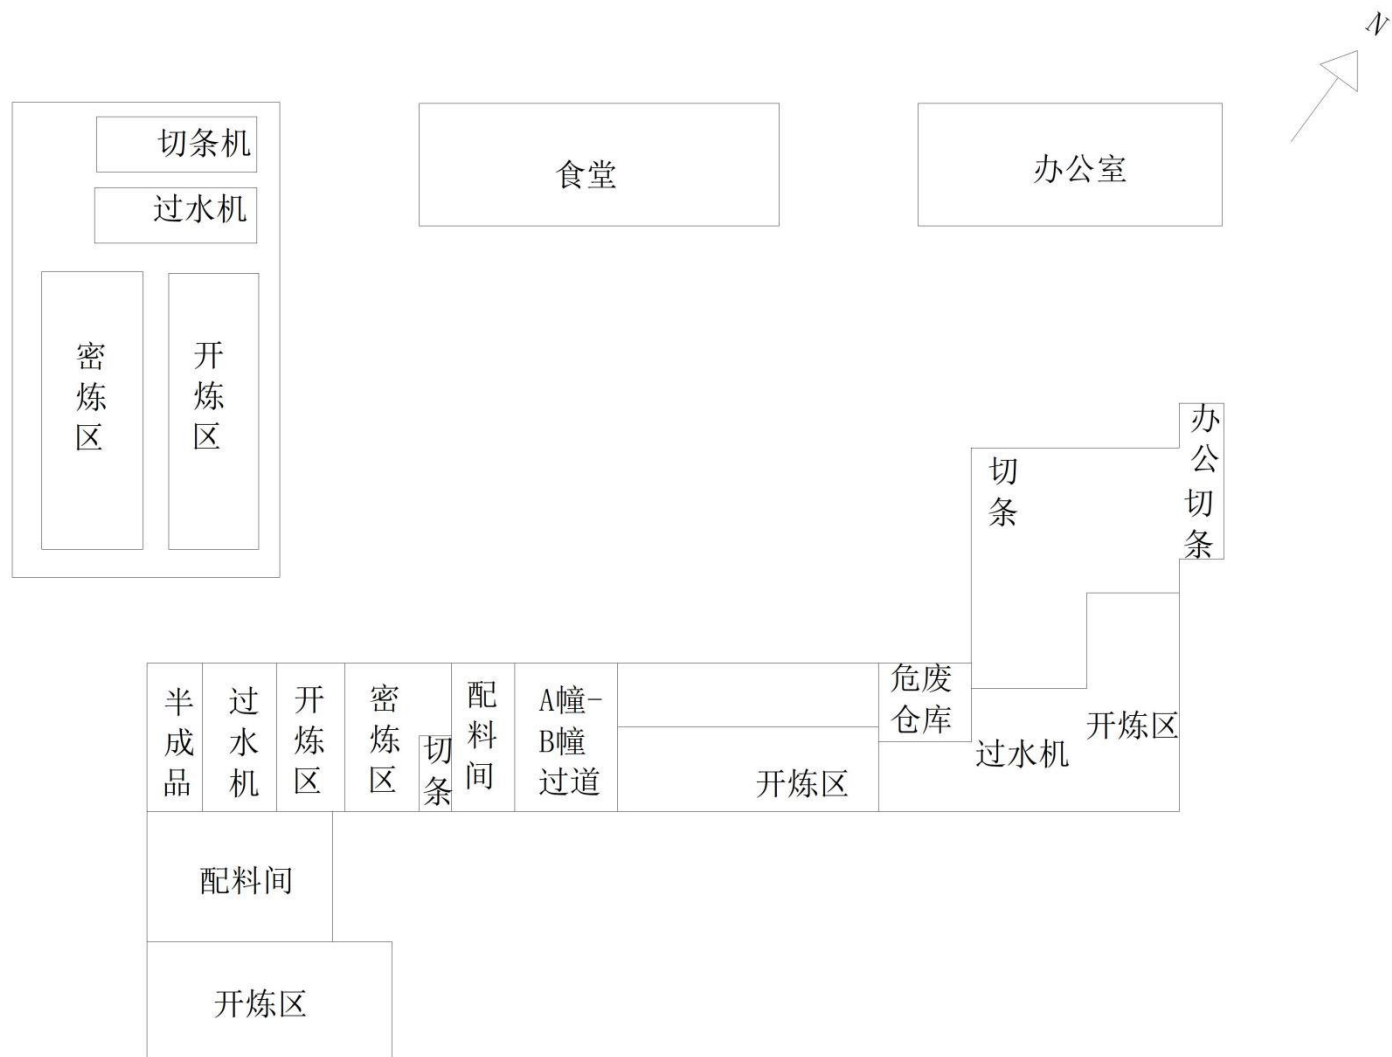 N
切条机
过水机
密炼区
开炼区
食堂
办公室
办公
切条
切条
半成品
过水机
开炼区
密炼区
切条
配料间
A幢-
B幢
过道
开炼区
危废
仓库
过水机
开炼区
配料间
开炼区